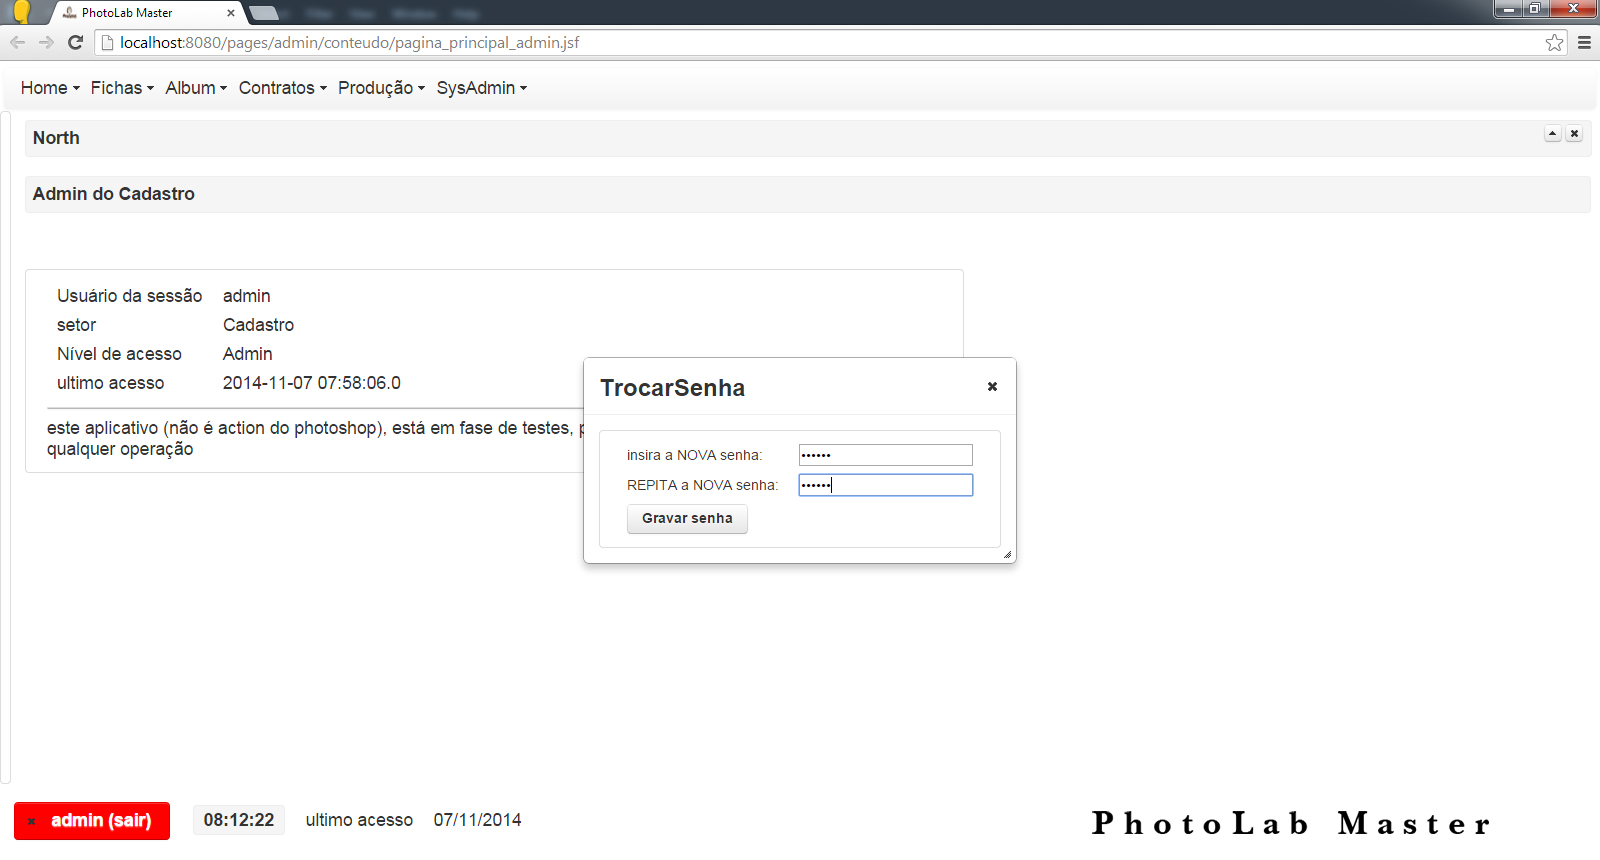 PhotoLab Master
localhost:8080/pages/admin/conteudo/pagina_principal_admin.jsf
Home Fichas Album Contratos Produção SysAdmin
North
Admin do Cadastro
Usuário da sessão admin
setor Cadastro
Nível de acesso Admin
ultimo acesso 2014-11-07 07:58:06.0
este aplicativo (não é action do photoshop), está em fase de testes,
qualquer operação
TrocarSenha
insira a NOVA senha: ••••••
REPITA a NOVA senha: ••••••
Gravar senha
admin (sair) 08:12:22 ultimo acesso 07/11/2014
PhotoLab Master